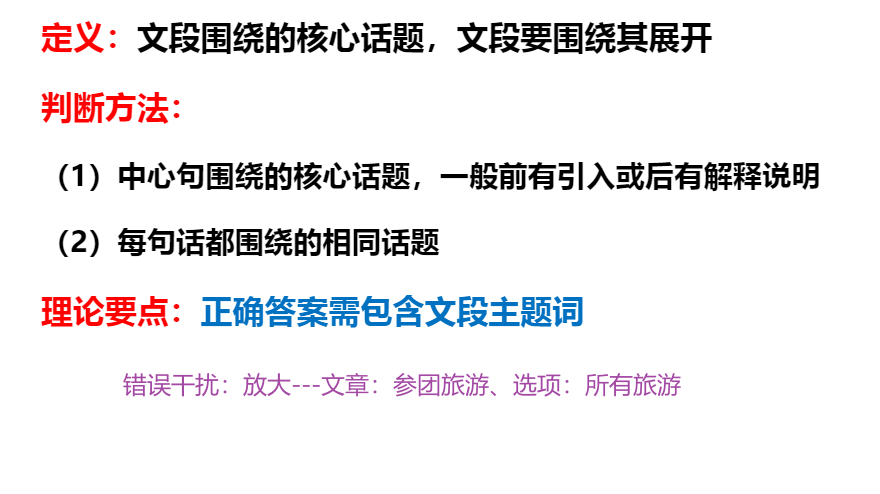 定义：文段围绕的核心话题，文段要围绕其展开
判断方法：
（1）中心句围绕的核心话题，一般前有引入或后有解释说明
（2）每句话都围绕的相同话题
理论要点：正确答案需包含文段主题词
错误干扰：放大---文章：参团旅游、选项：所有旅游